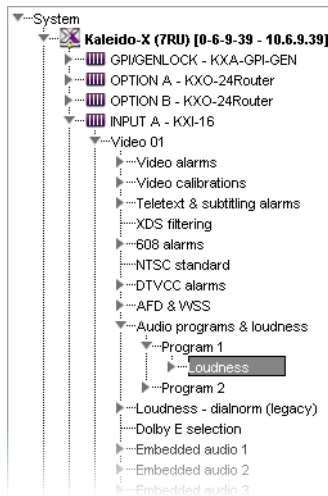 System
Kaleido-X (7RU) [0-6-9-39 - 10.6.9.39]
GPI/GENLOCK - KXA-GPI-GEN
OPTION A - KXO-24Router
OPTION B - KXO-24Router
INPUT A - KXI-16
Video 01
Video alarms
Video calibrations
Teletext & subtitling alarms
XDS filtering
608 alarms
NTSC standard
DTVCC alarms
AFD & WSS
Audio programs & loudness
Program 1
Loudness
Program 2
Loudness - dialnorm (legacy)
Dolby E selection
Embedded audio 1
Embedded audio 2
Embedded audio 3